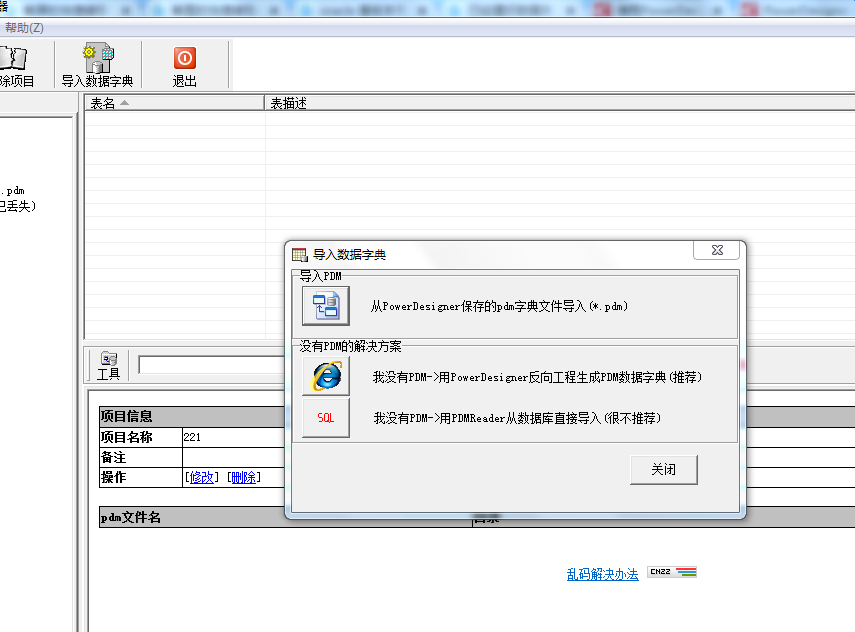 器
帮助(Z)
除项目
导入数据字典
退出
表名
表描述
.pdm
已丢失)
导入数据字典
导入PDM
从PowerDesigner保存的pdm字典文件导入(*.pdm)
没有PDM的解决方案
我没有PDM->用PowerDesigner反向工程生成PDM数据字典(推荐)
SQL
我没有PDM->用PDMReader从数据库直接导入(很不推荐)
关闭
工具
项目信息
项目名称
221
备注
操作
[修改] [删除]
pdm文件名
目录
乱码解决办法
CNZZ